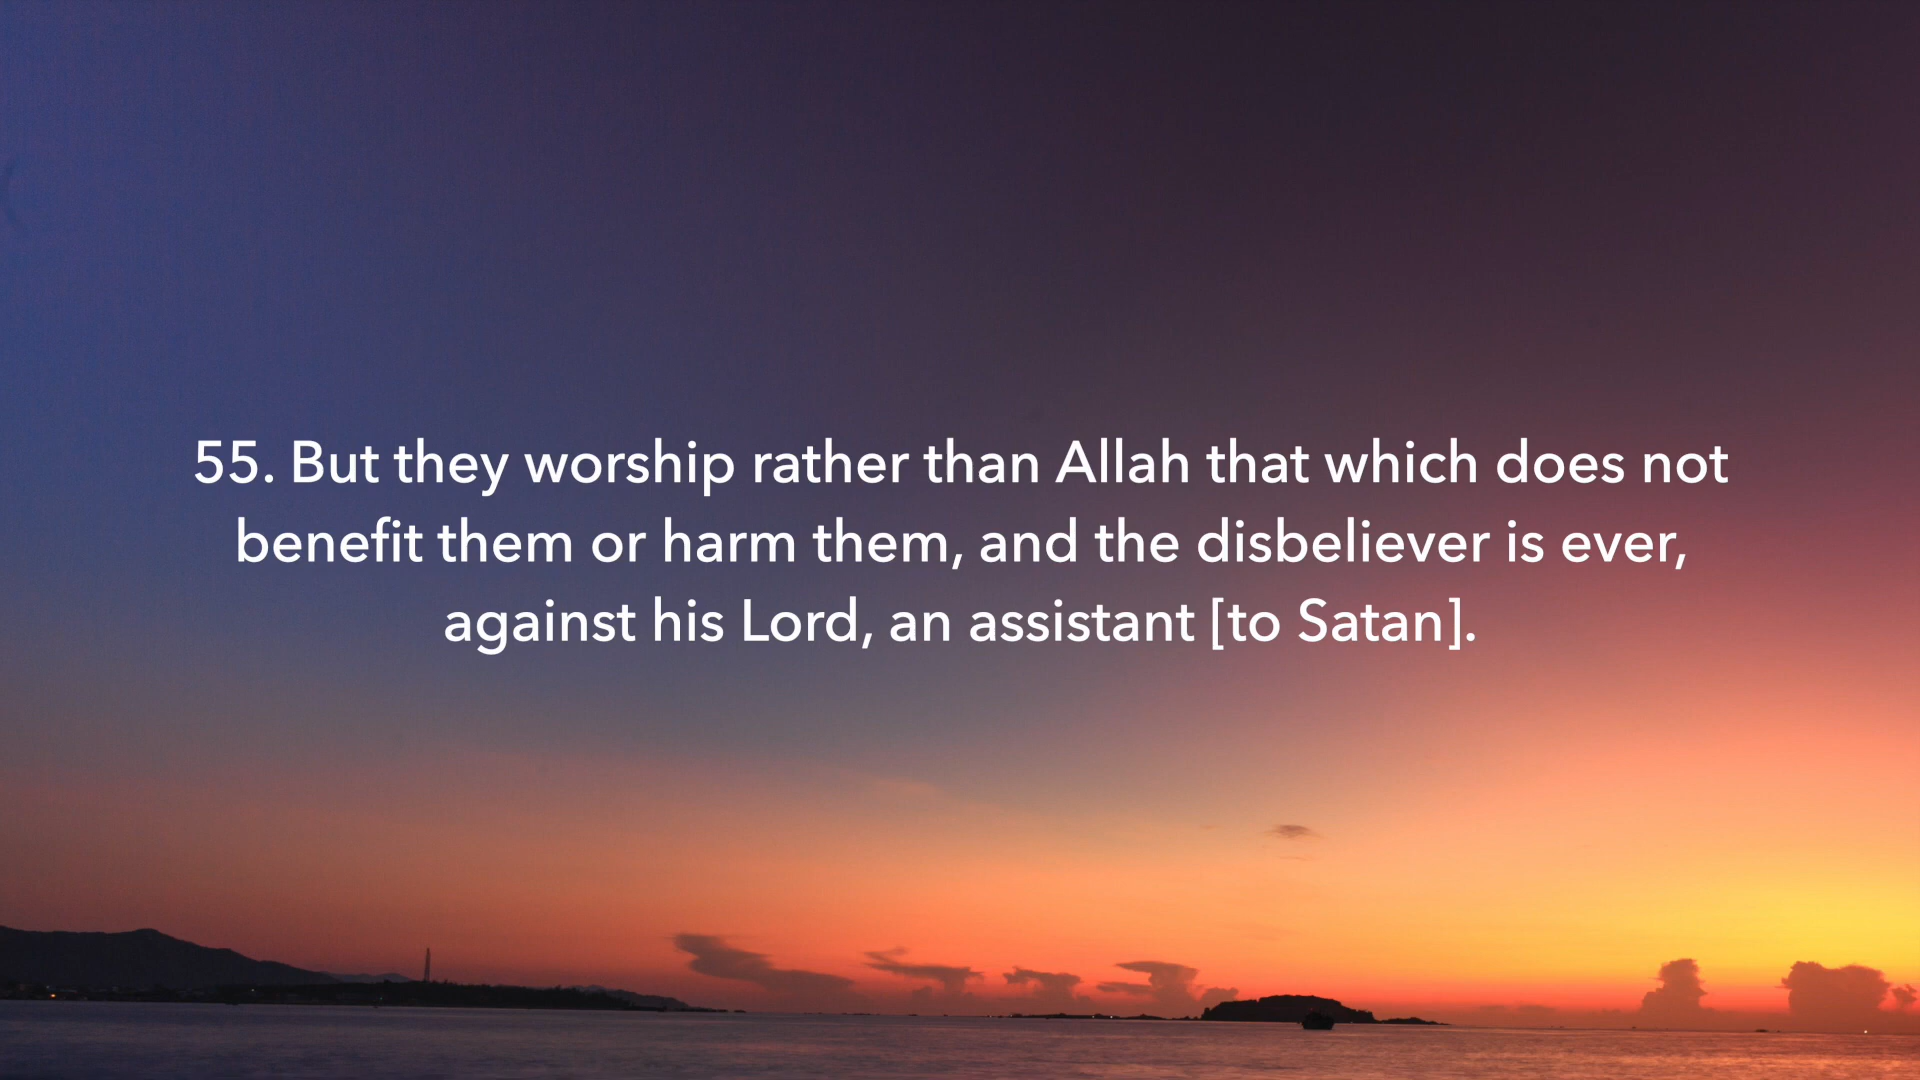 55. But they worship rather than Allah that which does not
benefit them or harm them, and the disbeliever is ever,
against his Lord, an assistant [to Satan].